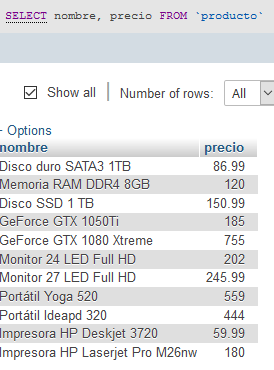 SELECT nombre, precio FROM `producto`
Show all Number of rows: All
- Options
nombre precio
Disco duro SATA3 1TB 86.99
Memoria RAM DDR4 8GB 120
Disco SSD 1 TB 150.99
GeForce GTX 1050Ti 185
GeForce GTX 1080 Xtreme 755
Monitor 24 LED Full HD 202
Monitor 27 LED Full HD 245.99
Portátil Yoga 520 559
Portátil Ideapd 320 444
Impresora HP Deskjet 3720 59.99
Impresora HP Laserjet Pro M26nw 180